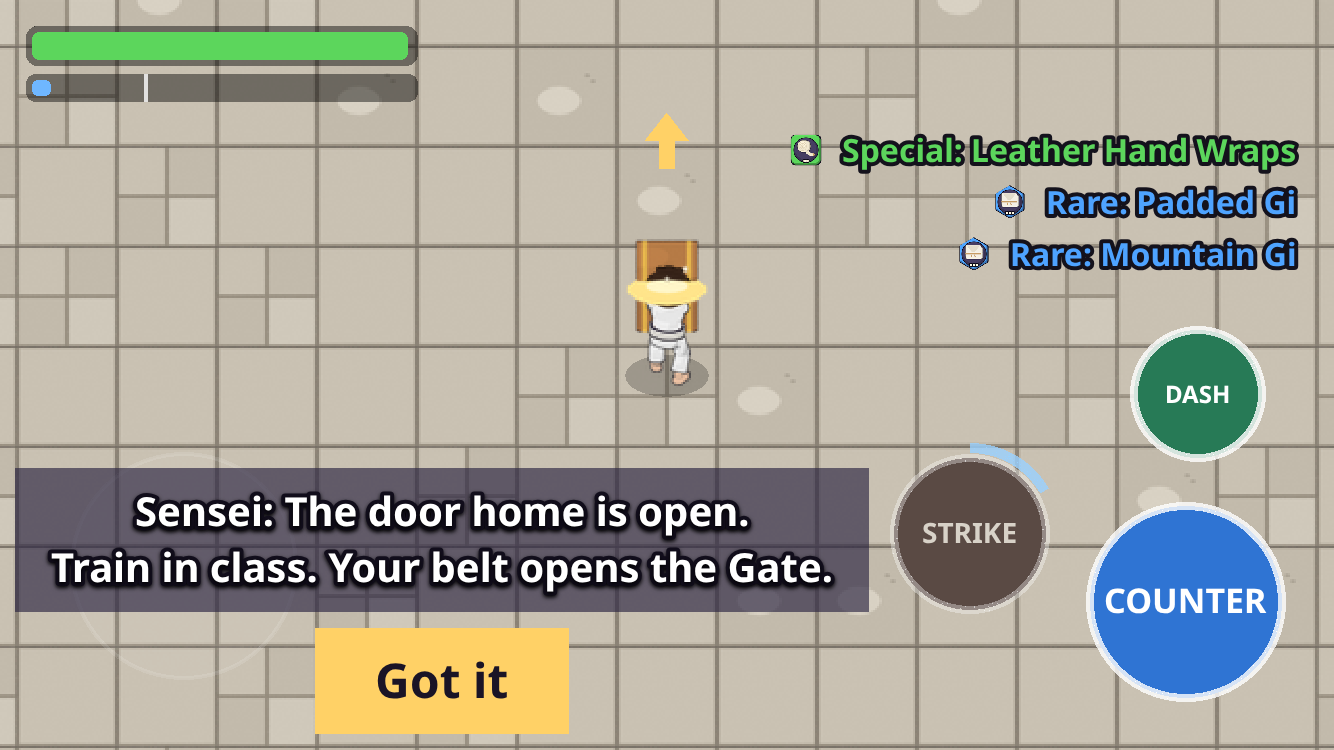 Special: Leather Hand Wraps
Rare: Padded Gi
Rare: Mountain Gi
DASH
STRIKE
COUNTER
Sensei: The door home is open.
Train in class. Your belt opens the Gate.
Got it